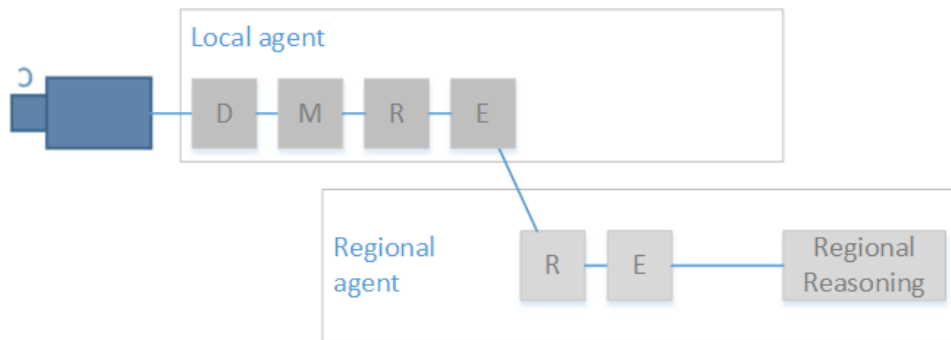 Local agent
D M R E
Regional
agent
R E Regional
Reasoning